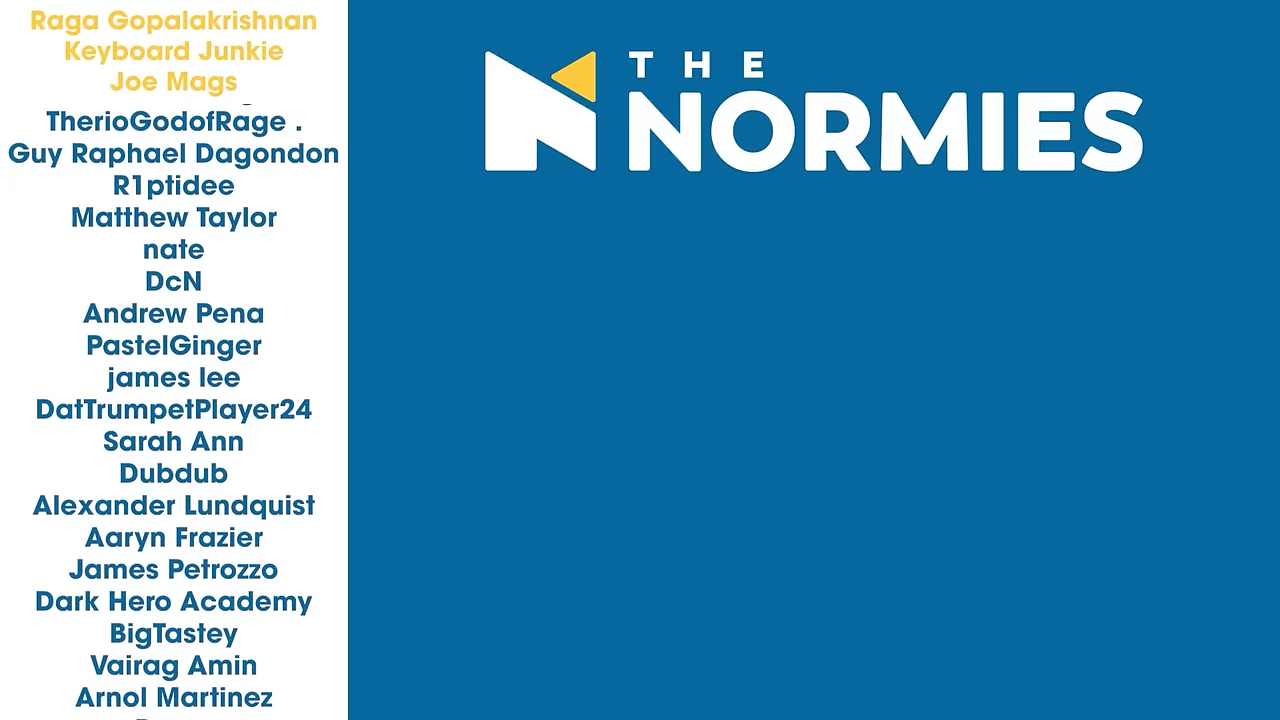 Raga Gopalakrishnan
Keyboard Junkie
Joe Mags
TherioGodofRage .
Guy Raphael Dagondon
R1ptidee
Matthew Taylor
nate
DcN
Andrew Pena
PastelGinger
james lee
DatTrumpetPlayer24
Sarah Ann
Dubdub
Alexander Lundquist
Aaryn Frazier
James Petrozzo
Dark Hero Academy
BigTastey
Vairag Amin
Arnol Martinez
THE
NORMIES